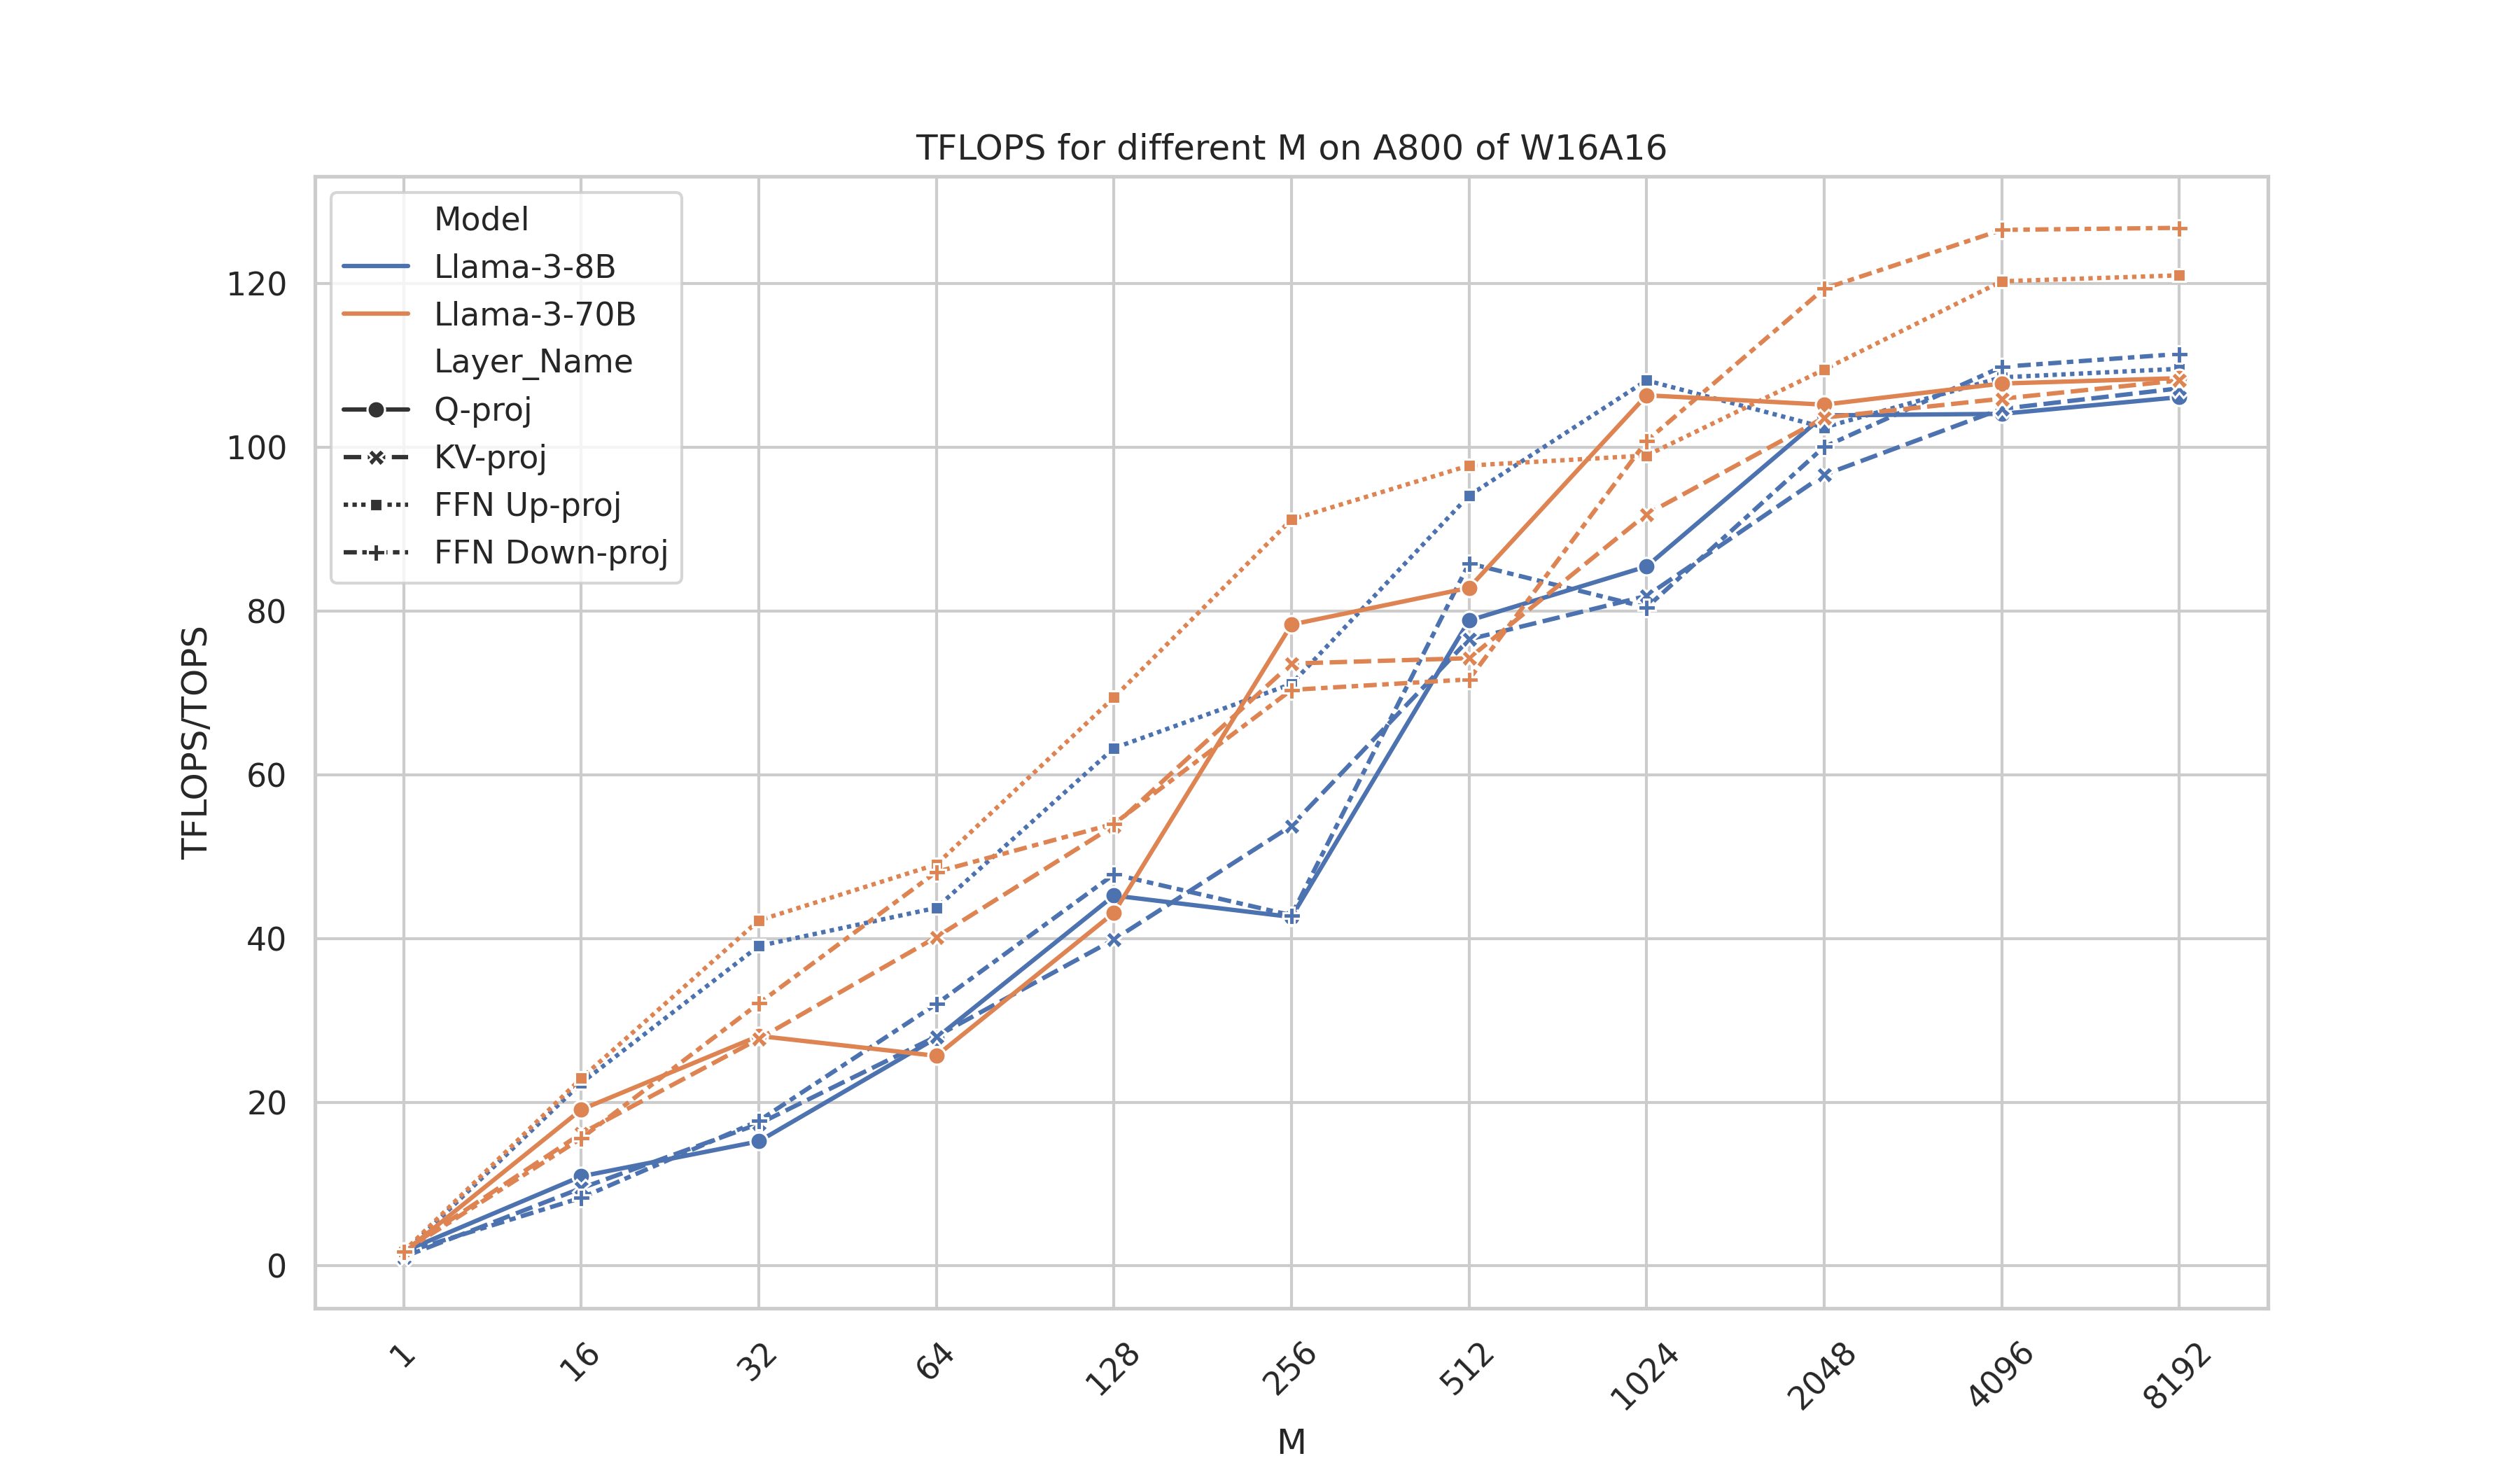 TFLOPS for different M on A800 of W16A16
Model
Llama-3-8B
Llama-3-70B
Layer_Name
Q-proj
KV-proj
FFN Up-proj
FFN Down-proj
TFLOPS/TOPS
120
100
80
60
40
20
0
1 16 32 64 128 256 512 1024 2048 4096 8192
M